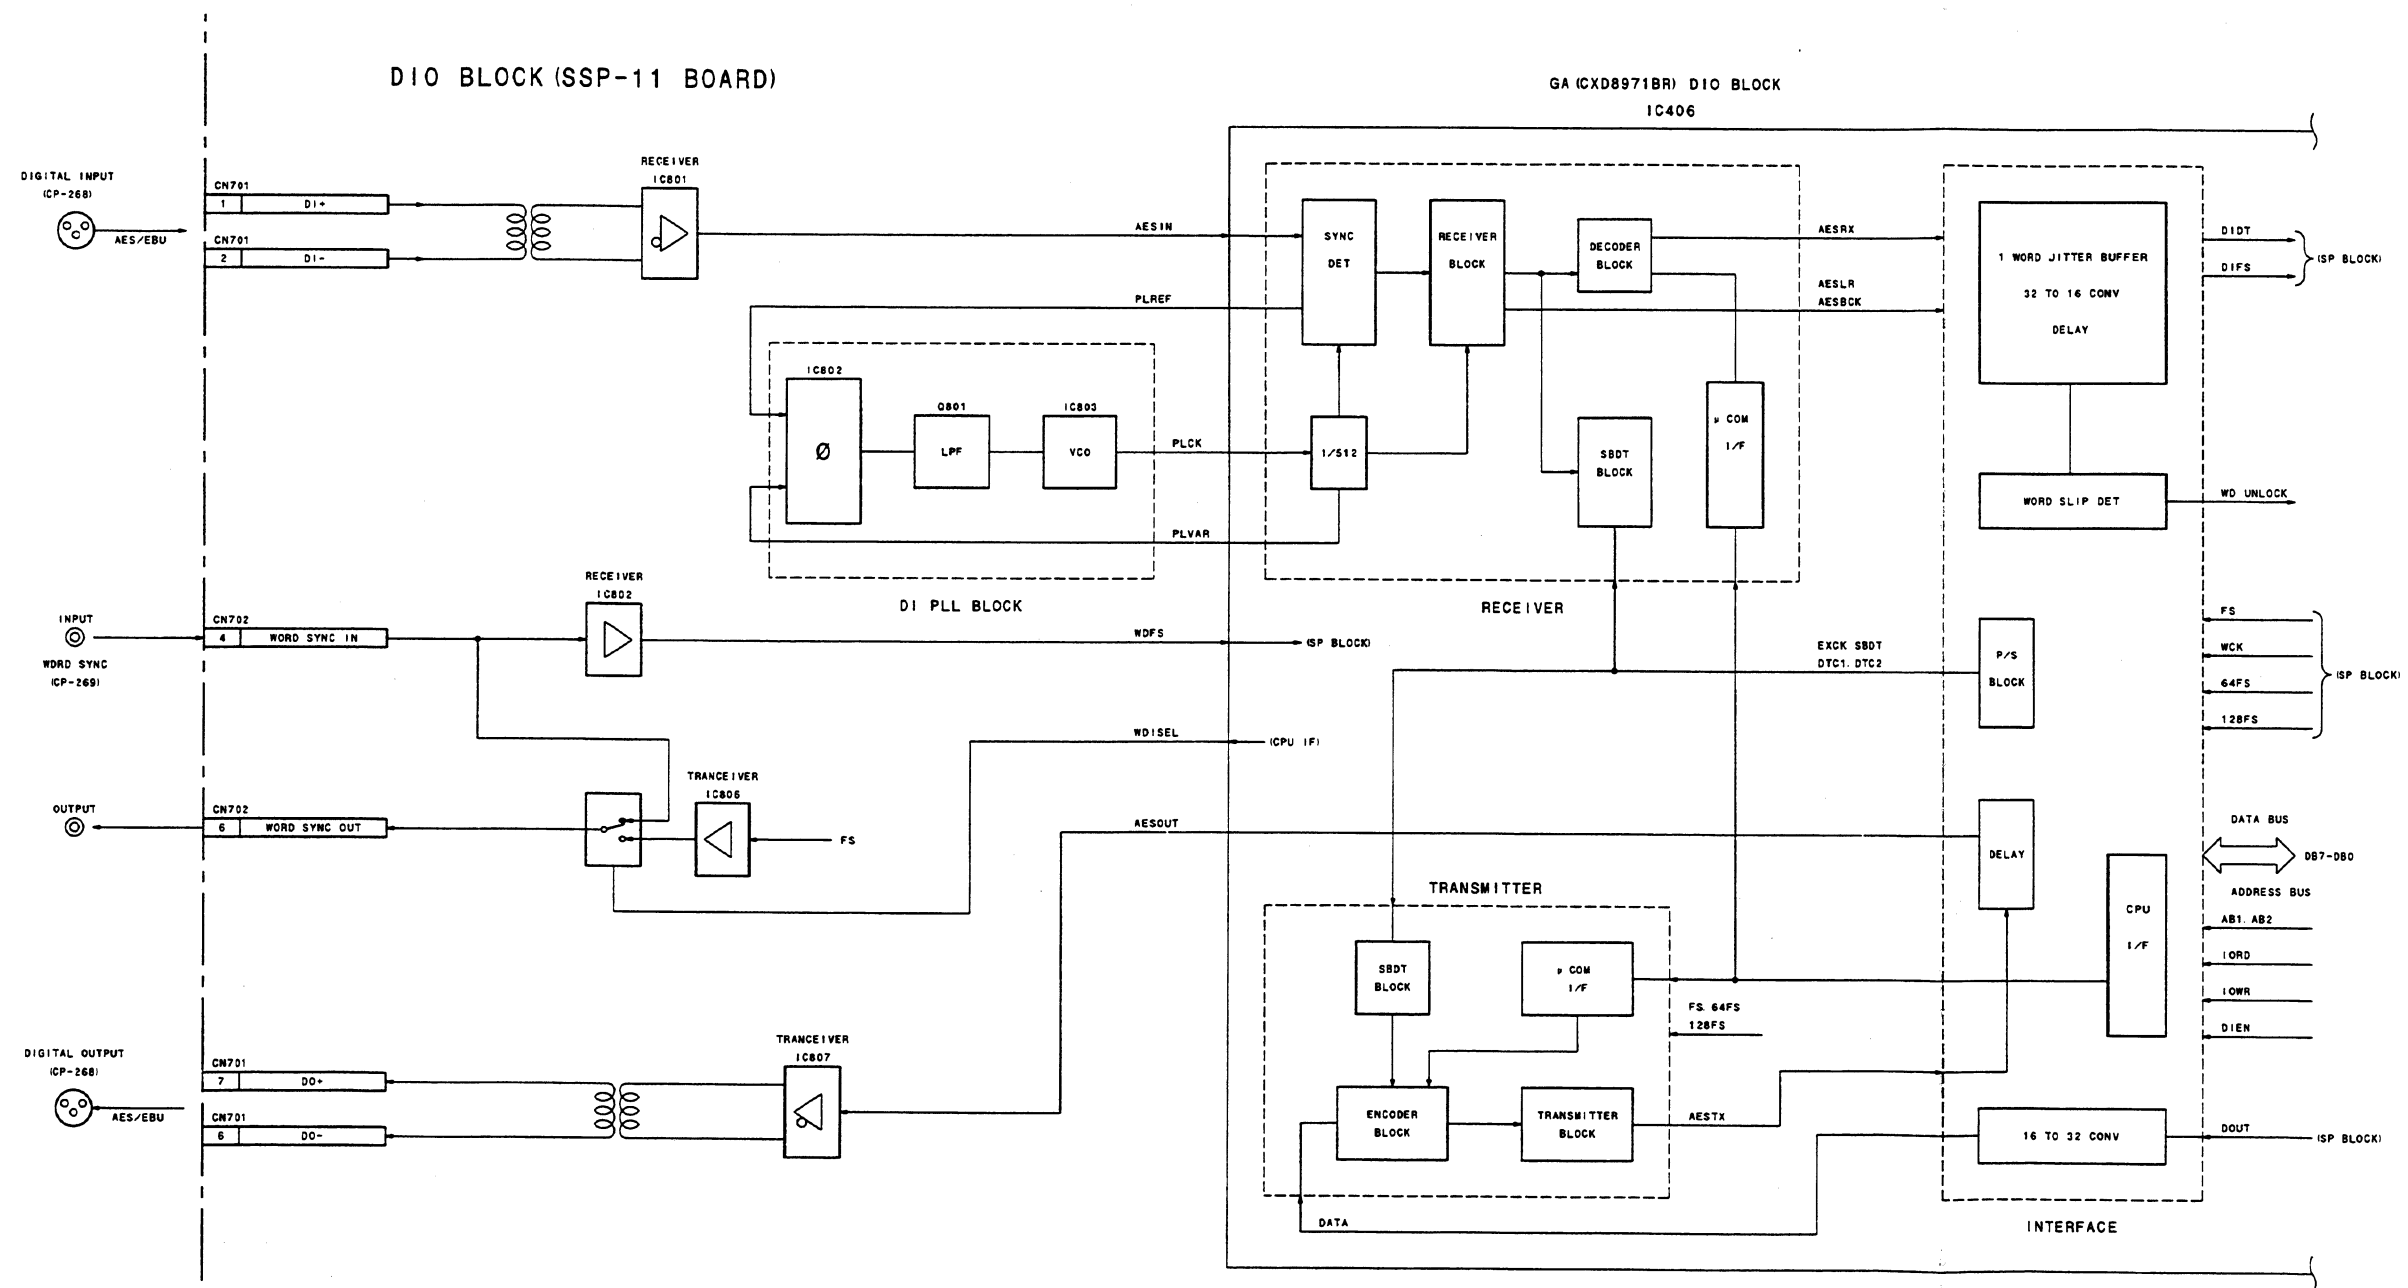 DIO BLOCK (SSP-11 BOARD)
GA (CXD8971BR) DIO BLOCK
IC406
DIGITAL INPUT
(CP-268)
AES/EBU
CN701
1 DI+
CN701
2 DI-
RECEIVER
IC801
AESIN
PLREF
SYNC
DET
RECEIVER
BLOCK
DECODER
BLOCK
AESRX
AESLR
AESBCK
1 WORD JITTER BUFFER
32 TO 16 CONV
DELAY
DIDT
DIFS
(SP BLOCK)
IC802
Ø
Q801
LPF
IC803
VCO
PLCK
1/512
SBDT
BLOCK
μ COM
I/F
WORD SLIP DET
WD UNLOCK
PLVAR
DI PLL BLOCK
RECEIVER
INPUT
WORD SYNC
(CP-269)
CN702
4 WORD SYNC IN
RECEIVER
IC802
WDFS
(SP BLOCK)
EXCK SBDT
DTC1. DTC2
P/S
BLOCK
FS
WCK
64FS
128FS
(SP BLOCK)
WDISEL
(CPU IF)
OUTPUT
CN702
6 WORD SYNC OUT
TRANCEIVER
IC806
FS
AESOUT
DELAY
DATA BUS
DB7-DB0
ADDRESS BUS
AB1. AB2
IORD
IOWR
DIEN
CPU
I/F
TRANSMITTER
SBDT
BLOCK
μ COM
I/F
FS. 64FS
128FS
DIGITAL OUTPUT
(CP-268)
AES/EBU
CN701
7 DO+
CN701
6 DO-
TRANCEIVER
IC807
ENCODER
BLOCK
TRANSMITTER
BLOCK
AESTX
16 TO 32 CONV
DOUT
(SP BLOCK)
DATA
INTERFACE